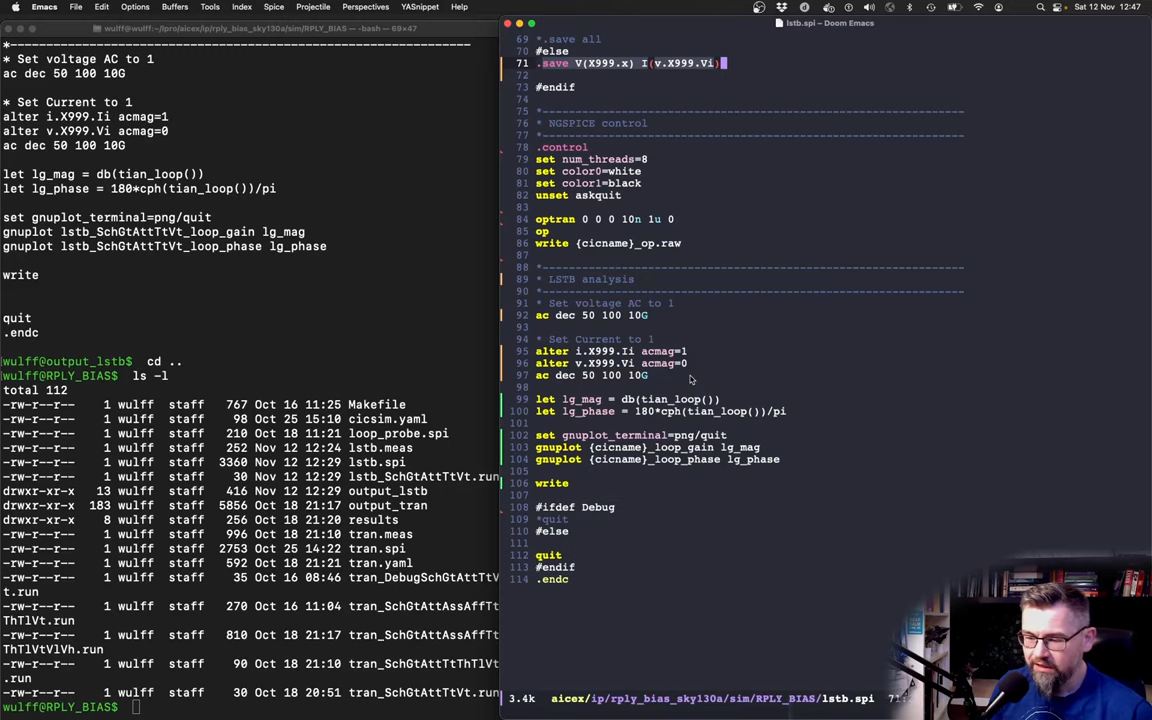 Emacs File Edit Options Buffers Tools Index Spice Projectile Perspectives YASnippet Help
Sat 12 Nov 12:47
wulff@wulff: ~/pro/aicex/ip/rply_bias_sky130a/sim/RPLY_BIAS — -bash — 69×47
*-----------------------------------------------------
* Set voltage AC to 1
ac dec 50 100 10G
* Set Current to 1
alter i.X999.Ii acmag=1
alter v.X999.Vi acmag=0
ac dec 50 100 10G
let lg_mag = db(tian_loop())
let lg_phase = 180*cph(tian_loop())/pi
set gnuplot_terminal=png/quit
gnuplot lstb_SchGtAttTtVt_loop_gain lg_mag
gnuplot lstb_SchGtAttTtVt_loop_phase lg_phase
write
quit
.endc
wulff@output_lstb$ cd ..
wulff@RPLY_BIAS$ ls -l
total 112
-rw-r--r-- 1 wulff staff 767 Oct 16 11:25 Makefile
-rw-r--r-- 1 wulff staff 98 Oct 25 15:10 cicsim.yaml
-rw-r--r-- 1 wulff staff 210 Oct 18 11:21 loop_probe.spi
-rw-r--r-- 1 wulff staff 252 Nov 12 12:24 lstb.meas
-rw-r--r-- 1 wulff staff 3360 Nov 12 12:29 lstb.spi
-rw-r--r-- 1 wulff staff 30 Nov 12 12:29 lstb_SchGtAttTtVt.run
drwxr-xr-x 13 wulff staff 416 Nov 12 12:29 output_lstb
drwxr-xr-x 183 wulff staff 5856 Oct 18 21:17 output_tran
drwxr-xr-x 8 wulff staff 256 Oct 18 21:20 results
-rw-r--r-- 1 wulff staff 996 Oct 18 21:10 tran.meas
-rw-r--r-- 1 wulff staff 2753 Oct 25 14:22 tran.spi
-rw-r--r-- 1 wulff staff 592 Oct 18 21:21 tran.yaml
-rw-r--r-- 1 wulff staff 35 Oct 16 08:46 tran_DebugSchGtAttTtV
t.run
-rw-r--r-- 1 wulff staff 270 Oct 16 11:04 tran_SchGtAttAssAffTt
ThTlVt.run
-rw-r--r-- 1 wulff staff 810 Oct 18 21:17 tran_SchGtAttAssAffTt
ThTlVtVlVh.run
-rw-r--r-- 1 wulff staff 90 Oct 18 21:10 tran_SchGtAttTtThTlVt
.run
-rw-r--r-- 1 wulff staff 30 Oct 18 20:51 tran_SchGtAttTtVt.run
wulff@RPLY_BIAS$
lstb.spi – Doom Emacs
69 *.save all
70 #else
71 .save V(X999.x) I(v.X999.Vi)
72
73 #endif
74
75 *-----------------------------------------------------
76 * NGSPICE control
77 *-----------------------------------------------------
78 .control
79 set num_threads=8
80 set color0=white
81 set color1=black
82 unset askquit
83
84 optran 0 0 0 10n 1u 0
85 op
86 write {cicname}_op.raw
87
88 *-----------------------------------------------------
89 * LSTB analysis
90 *-----------------------------------------------------
91 * Set voltage AC to 1
92 ac dec 50 100 10G
93
94 * Set Current to 1
95 alter i.X999.Ii acmag=1
96 alter v.X999.Vi acmag=0
97 ac dec 50 100 10G
98
99 let lg_mag = db(tian_loop())
100 let lg_phase = 180*cph(tian_loop())/pi
101
102 set gnuplot_terminal=png/quit
103 gnuplot {cicname}_loop_gain lg_mag
104 gnuplot {cicname}_loop_phase lg_phase
105
106 write
107
108 #ifdef Debug
109 *quit
110 #else
111
112 quit
113 #endif
114 .endc
3.4k aicex/ip/rply_bias_sky130a/sim/RPLY_BIAS/lstb.spi